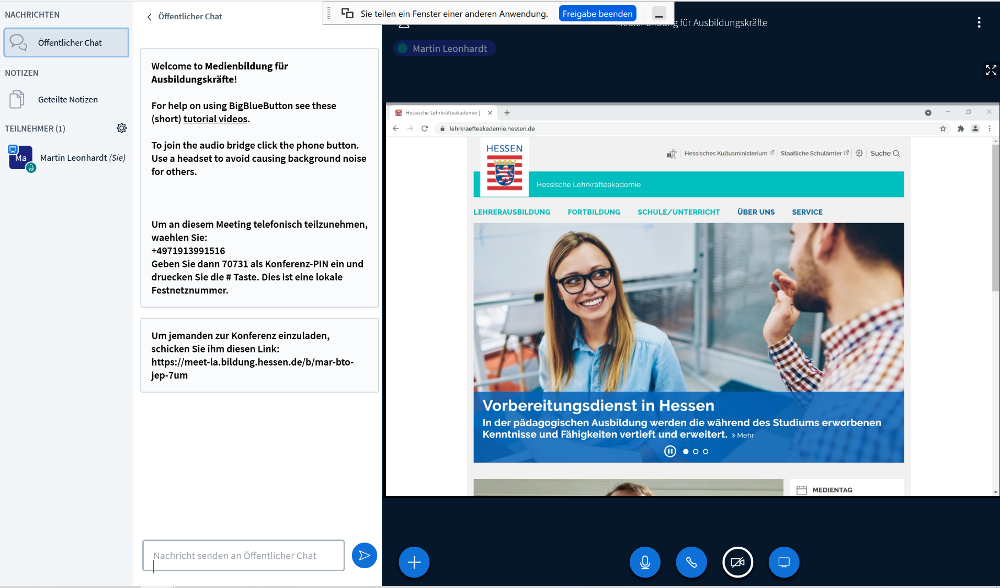 NACHRICHTEN
Öffentlicher Chat
NOTIZEN
Geteilte Notizen
TEILNEHMER (1)
Ma
Martin Leonhardt (Sie)
Öffentlicher Chat
Welcome to Medienbildung für
Ausbildungskräfte!
For help on using BigBlueButton see these
(short) tutorial videos.
To join the audio bridge click the phone button.
Use a headset to avoid causing background noise
for others.
Um an diesem Meeting telefonisch teilzunehmen,
waehlen Sie:
+4971913991516
Geben Sie dann 70731 als Konferenz-PIN ein und
druecken Sie die # Taste. Dies ist eine lokale
Festnetznummer.
Um jemanden zur Konferenz einzuladen,
schicken Sie ihm diesen Link:
https://meet-la.bildung.hessen.de/b/mar-bto-
jep-7um
Nachricht senden an Öffentlicher Chat
Sie teilen ein Fenster einer anderen Anwendung.
Freigabe beenden
für Ausbildungskräfte
Martin Leonhardt
Hessische Lehrkräfteakademie |
lehrkraefteakademie.hessen.de
HESSEN
Hessisches Kultusministerium | Staatliche Schulämter | Suche
Hessische Lehrkräfteakademie
LEHRERAUSBILDUNG FORTBILDUNG SCHULE/UNTERRICHT ÜBER UNS SERVICE
Vorbereitungsdienst in Hessen
In der pädagogischen Ausbildung werden die während des Studiums erworbenen
Kenntnisse und Fähigkeiten vertieft und erweitert. » Mehr
MEDIENTAG